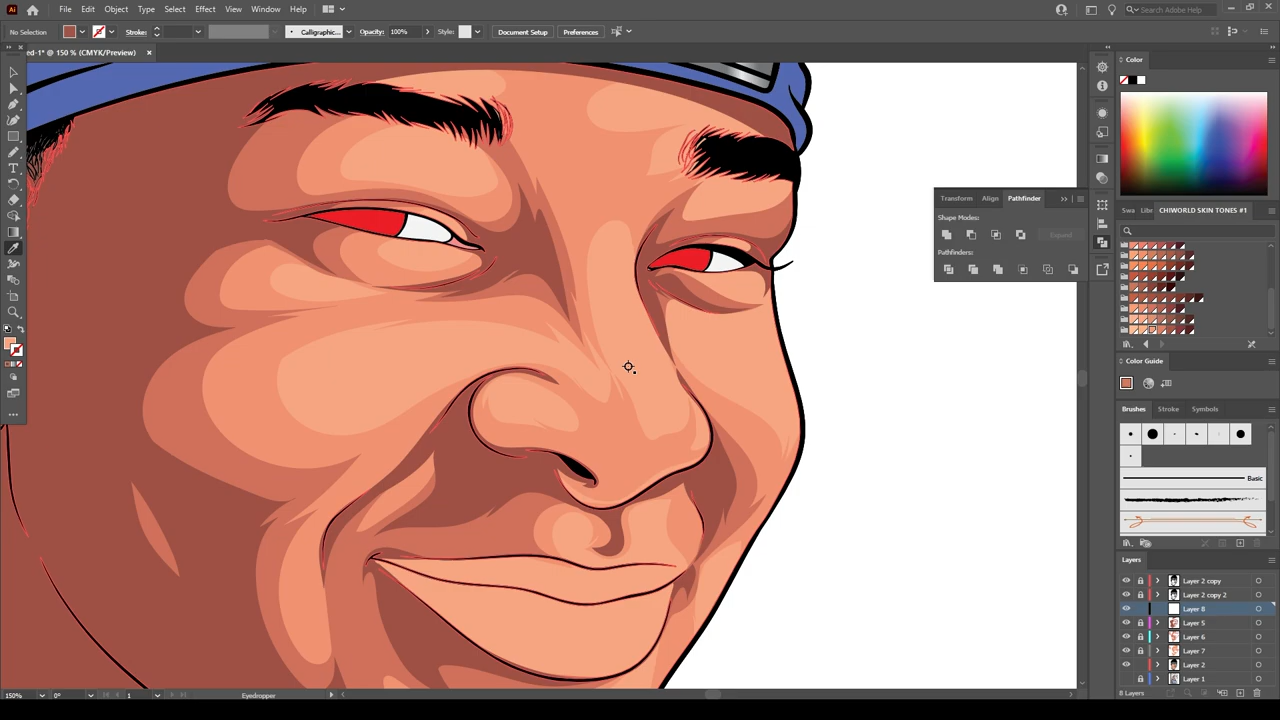 Ai File Edit Object Type Select Effect View Window Help Search Adobe Help
No Selection Stroke: Calligraphic... Opacity: 100% Style: Document Setup Preferences
ed-1* @ 150 % (CMYK/Preview)
Color
Transform Align Pathfinder
Shape Modes:
Expand
Pathfinders:
Swa Libr CHIWORLD SKIN TONES #1
Color Guide
Brushes Stroke Symbols
Basic
Layers
Layer 2 copy
Layer 2 copy 2
Layer 8
Layer 5
Layer 6
Layer 7
Layer 2
Layer 1
150% 0° 1 Eyedropper 8 Layers